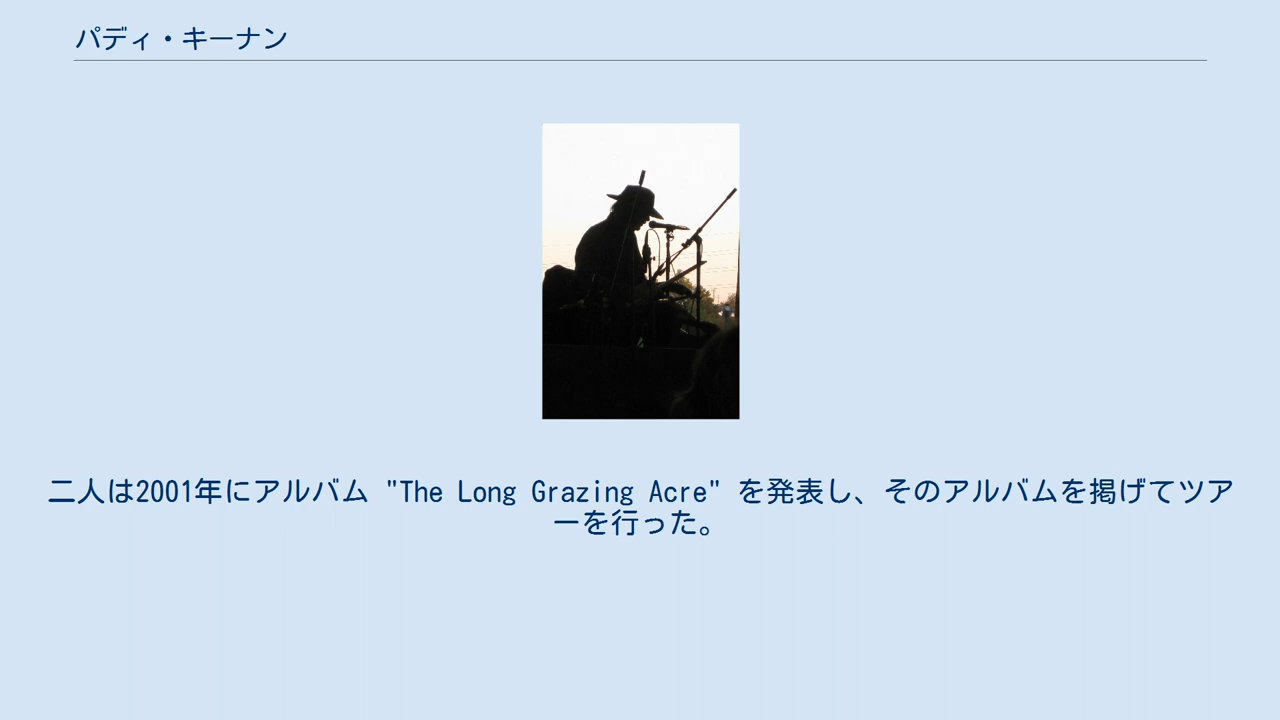 パディ・キーナン
二人は2001年にアルバム "The Long Grazing Acre" を発表し、そのアルバムを掲げてツア
ーを行った。